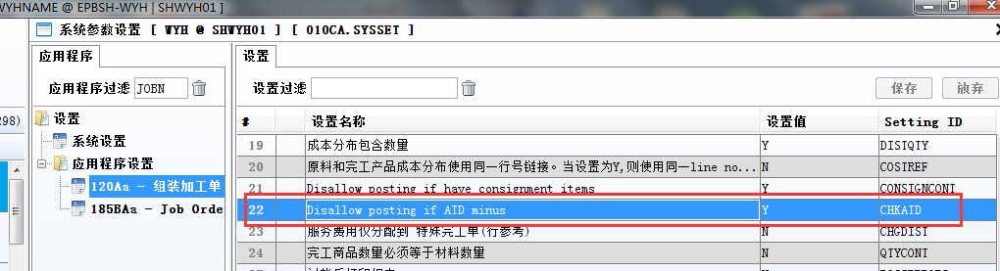 WYHNAME @ EPBSH-WYH | SHWYH01 ]
系统参数设置 [ WYH @ SHWYH01 ] [ 010CA.SYSSET ]
应用程序
设置
应用程序过滤 JOBN
设置过滤
保存
放弃
298)
设置
系统设置
应用程序设置
120Aa - 组装加工单
185BAa - Job Orde
# 设置名称 设置值 Setting ID
19 成本分布包含数量 Y DISTQTY
20 原料和完工产品成本分布使用同一行号链接。当设置为Y,则使用同一line no... N COSTREF
21 Disallow posting if have consignment items Y CONSIGNCONT
22 Disallow posting if ATD minus Y CHKATD
23 服务费用仅分配到 特殊完工单(行参考) N CHGDIST
24 完工商品数量必须等于材料数量 N QTYCONT